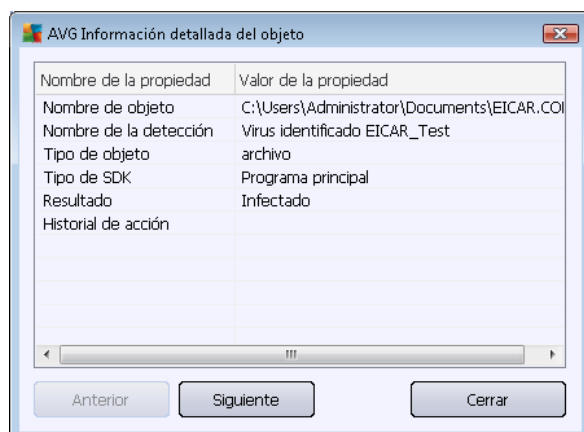 AVG Información detallada del objeto
Nombre de la propiedad Valor de la propiedad
Nombre de objeto C:\Users\Administrator\Documents\EICAR.CO
Nombre de la detección Virus identificado EICAR_Test
Tipo de objeto archivo
Tipo de SDK Programa principal
Resultado Infectado
Historial de acción
Anterior Siguiente Cerrar